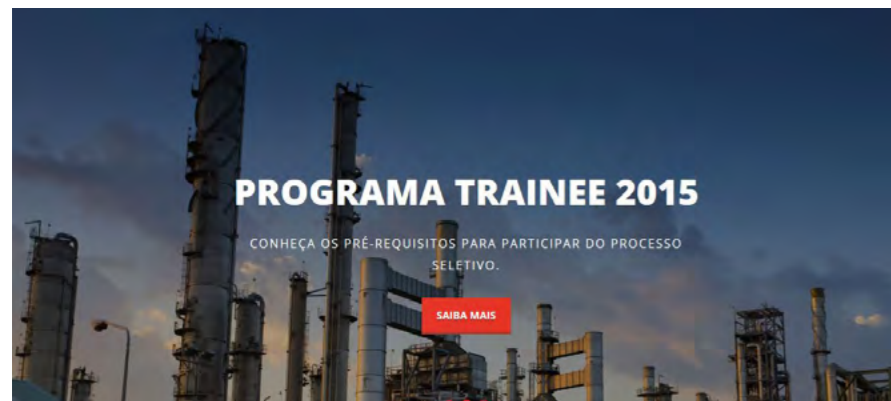 PROGRAMA TRAINEE 2015
CONHEÇA OS PRÉ-REQUISITOS PARA PARTICIPAR DO PROCESSO
SELETIVO.
SAIBA MAIS